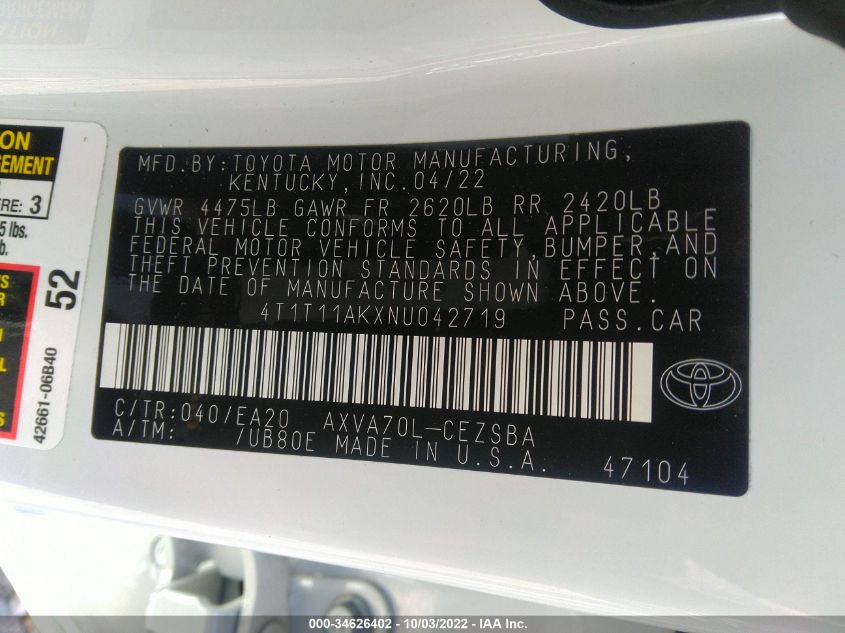 MFD.BY:TOYOTA MOTOR MANUFACTURING,
KENTUCKY,INC.04/22
GVWR 4475LB GAWR FR 2620LB RR 2420LB
THIS VEHICLE CONFORMS TO ALL APPLICABLE
FEDERAL MOTOR VEHICLE SAFETY,BUMPER,AND
THEFT PREVENTION STANDARDS IN EFFECT ON
THE DATE OF MANUFACTURE SHOWN ABOVE.
4T1T11AKXNU042719 PASS.CAR
C/TR:040/EA20 AXVA70L-CEZSBA
A/TM: /UB80E MADE IN U.S.A.
47104
ON
CEMENT
RE: 3
5 lbs.
b.
S
R
L
52
42661-06B40
000-34626402 - 10/03/2022 - IAA Inc.